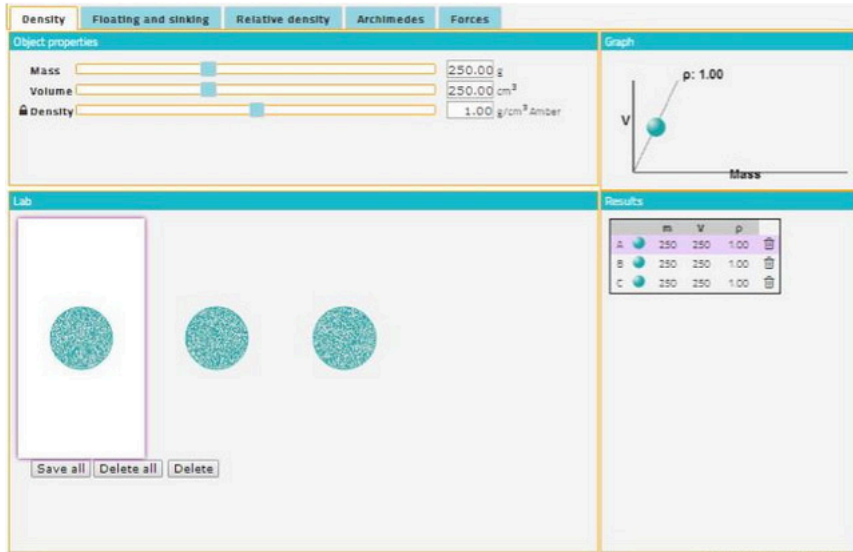 Density Floating and sinking Relative density Archimedes Forces
Object properties
Mass 250.00 g
Volume 250.00 cm³
Density 1.00 g/cm³ Amber
Graph
ρ: 1.00
V
Mass
Lab
Save all Delete all Delete
Results
m V ρ
A 250 250 1.00
B 250 250 1.00
C 250 250 1.00